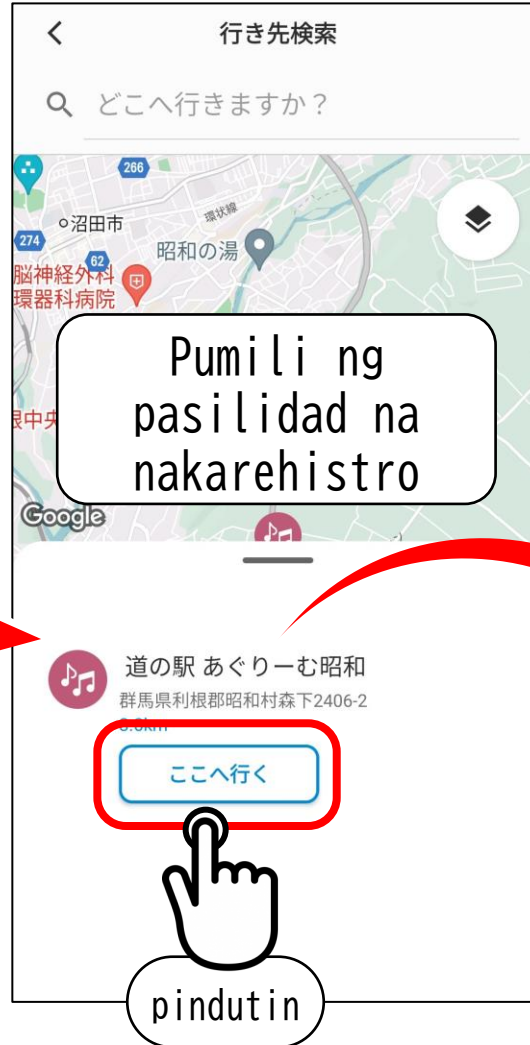 行き先検索
どこへ行きますか？
266
沼田市
環状線
274
62
昭和の湯
脳神経外科
環器科病院
Pumili ng
pasilidad na
nakarehistro
Google
道の駅 あぐりーむ昭和
群馬県利根郡昭和村森下2406-2
ここへ行く
pindutin